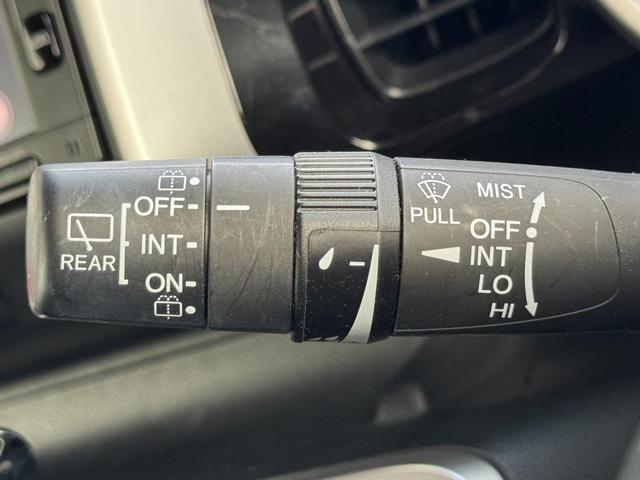 REAR
OFF
INT
ON
PULL
MIST
OFF
INT
LO
HI